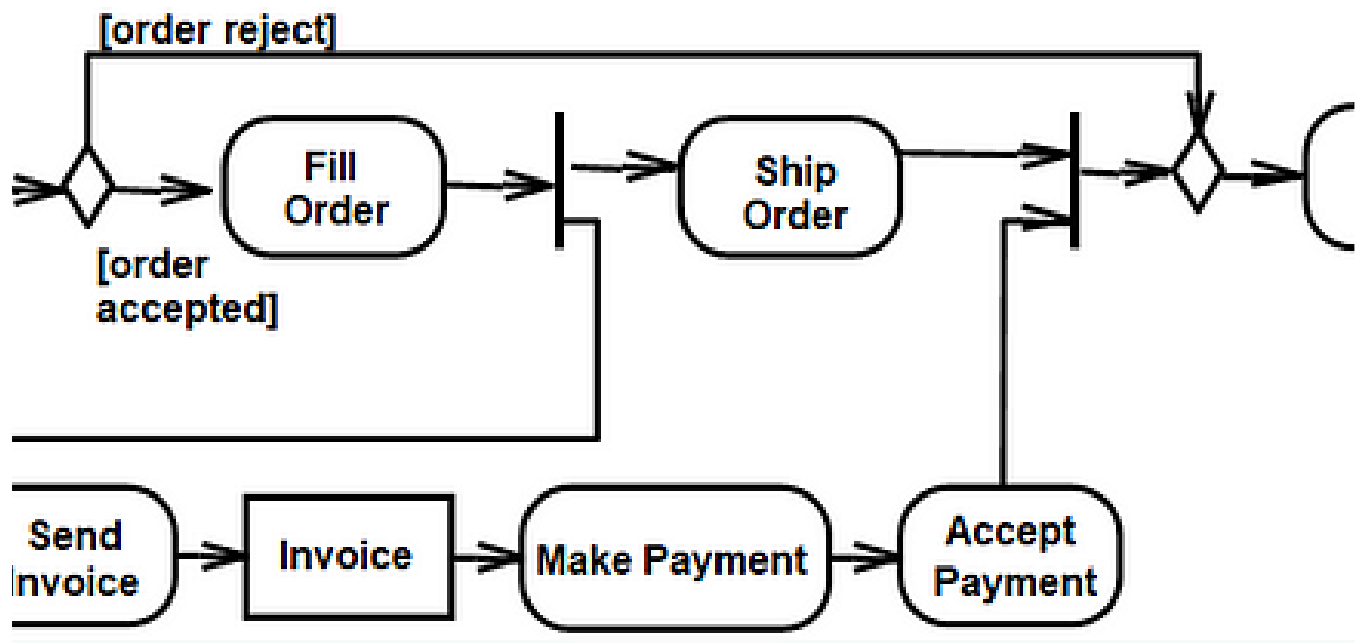 [order reject]
Fill
Order
Ship
Order
[order
accepted]
Send
Invoice
Invoice
Make Payment
Accept
Payment